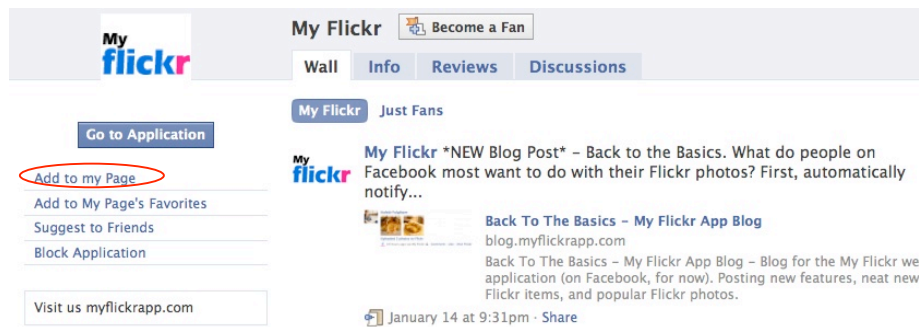 My
flickr
My Flickr
Become a Fan
Wall Info Reviews Discussions
Go to Application
Add to my Page
Add to My Page's Favorites
Suggest to Friends
Block Application
Visit us myflickrapp.com
My Flickr Just Fans
My
flickr
My Flickr *NEW Blog Post* – Back to the Basics. What do people on
Facebook most want to do with their Flickr photos? First, automatically
notify...
Back To The Basics – My Flickr App Blog
blog.myflickrapp.com
Back To The Basics – My Flickr App Blog – Blog for the My Flickr we
application (on Facebook, for now). Posting new features, neat new
Flickr items, and popular Flickr photos.
January 14 at 9:31pm · Share